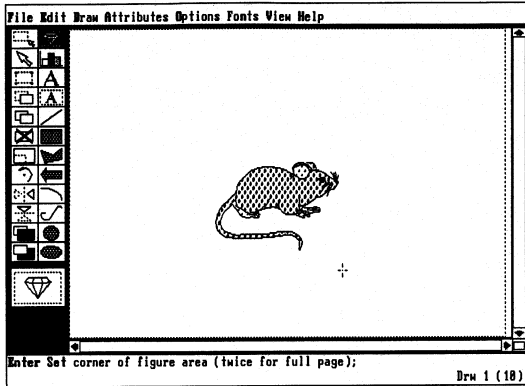 File Edit Draw Attributes Options Fonts View Help
A
A
Enter Set corner of figure area (twice for full page);
Drw 1 (10)